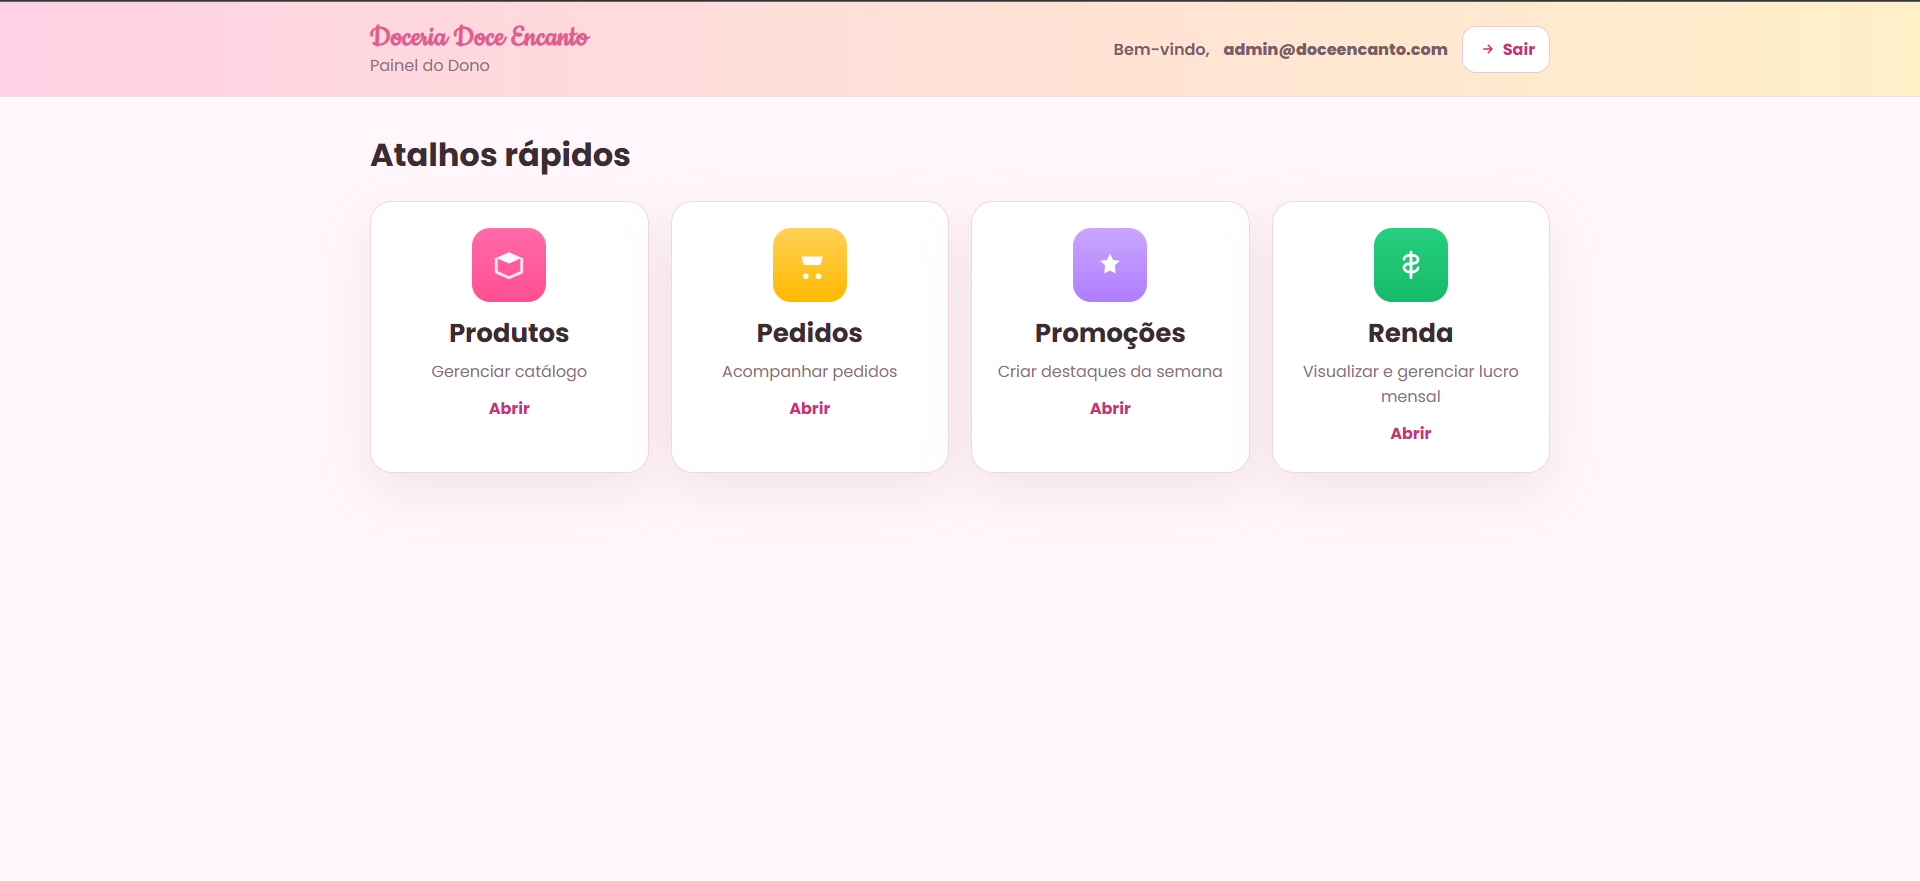 Doceria Doce Encanto
Painel do Dono
Bem-vindo, admin@doceencanto.com
Sair
Atalhos rápidos
Produtos
Gerenciar catálogo
Abrir
Pedidos
Acompanhar pedidos
Abrir
Promoções
Criar destaques da semana
Abrir
Renda
Visualizar e gerenciar lucro
mensal
Abrir